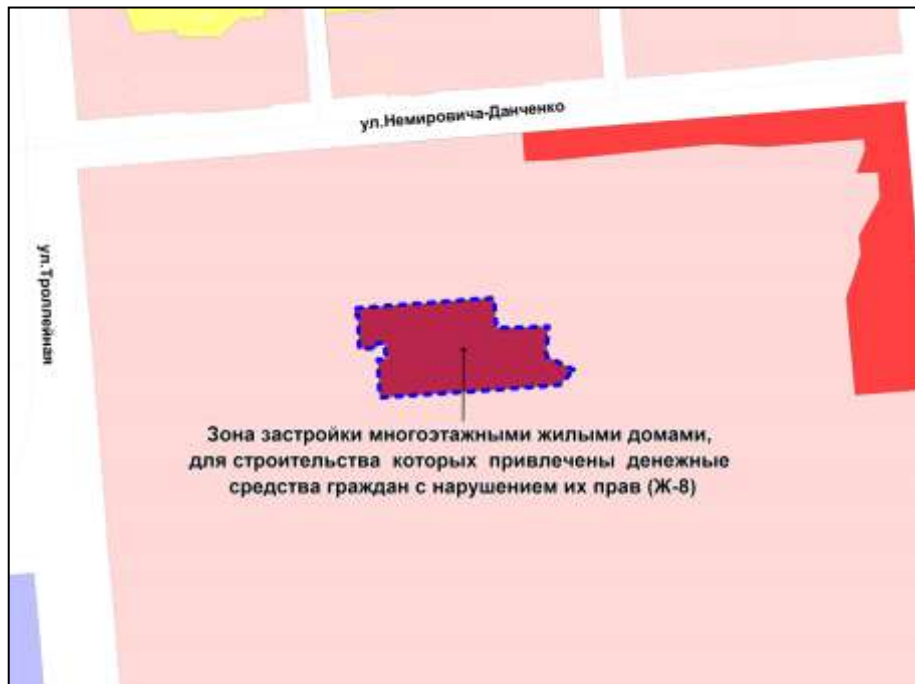 ул.Немировича-Данченко
ул.Троллейная
Зона застройки многоэтажными жилыми домами,
для строительства которых привлечены денежные
средства граждан с нарушением их прав (Ж-8)